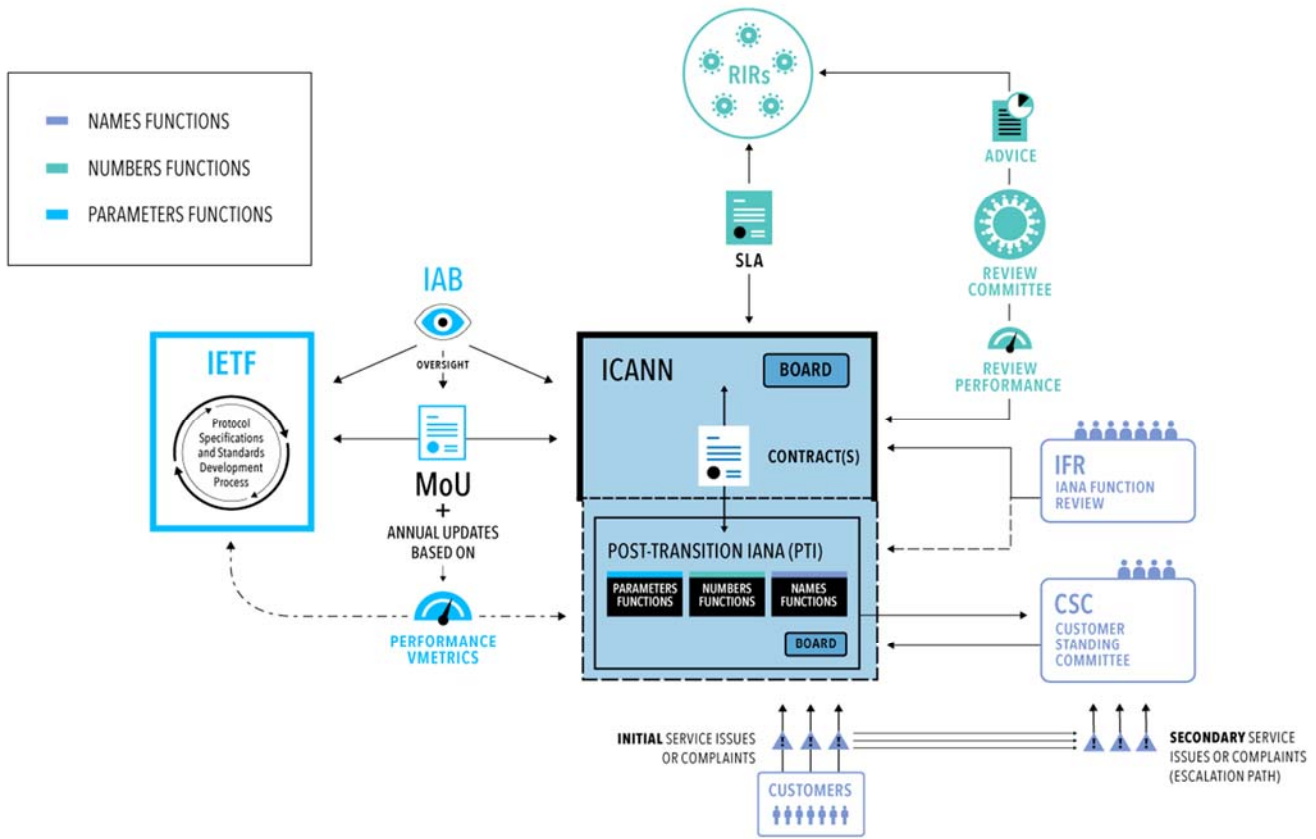 NAMES FUNCTIONS
NUMBERS FUNCTIONS
PARAMETERS FUNCTIONS
RIRs
ADVICE
REVIEW
COMMITTEE
REVIEW
PERFORMANCE
SLA
IAB
OVERSIGHT
IETF
Protocol
Specifications
and Standards
Development
Process
MoU
+
ANNUAL UPDATES
BASED ON
PERFORMANCE
VMETRICS
ICANN
BOARD
CONTRACT(S)
POST-TRANSITION IANA (PTI)
PARAMETERS
FUNCTIONS
NUMBERS
FUNCTIONS
NAMES
FUNCTIONS
BOARD
IFR
IANA FUNCTION
REVIEW
CSC
CUSTOMER
STANDING
COMMITTEE
INITIAL SERVICE ISSUES
OR COMPLAINTS
! ! !
! ! !
SECONDARY SERVICE
ISSUES OR COMPLAINTS
(ESCALATION PATH)
CUSTOMERS